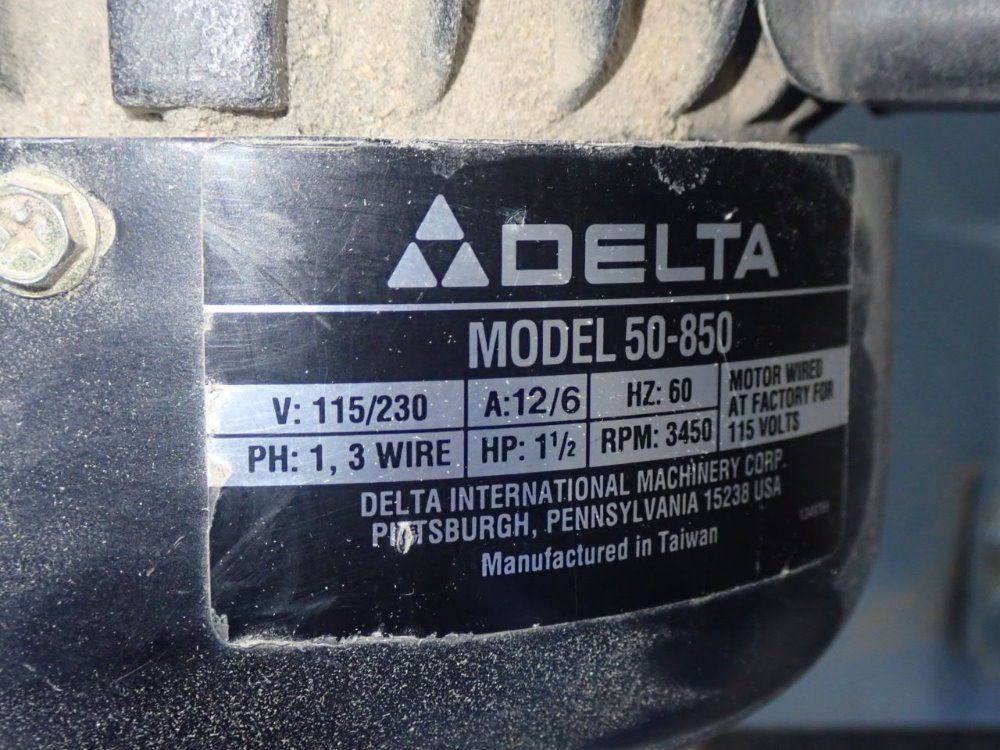 DELTA
MODEL 50-850
V: 115/230 A:12/6 HZ: 60 MOTOR WIRED
AT FACTORY FOR
115 VOLTS
PH: 1, 3 WIRE HP: 1½ RPM: 3450
DELTA INTERNATIONAL MACHINERY CORP.
PITTSBURGH, PENNSYLVANIA 15238 USA
Manufactured in Taiwan